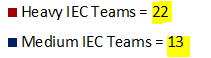 Heavy IEC Teams = 22
Medium IEC Teams = 13